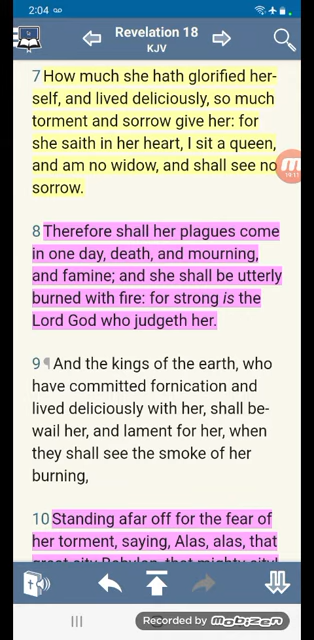 2:04
Revelation 18
KJV
7 How much she hath glorified her-
self, and lived deliciously, so much
torment and sorrow give her: for
she saith in her heart, I sit a queen,
and am no widow, and shall see no
sorrow.
8 Therefore shall her plagues come
in one day, death, and mourning,
and famine; and she shall be utterly
burned with fire: for strong is the
Lord God who judgeth her.
9 ¶ And the kings of the earth, who
have committed fornication and
lived deliciously with her, shall be-
wail her, and lament for her, when
they shall see the smoke of her
burning,
10 Standing afar off for the fear of
her torment, saying, Alas, alas, that
great city Babylon, that mighty city!
Recorded by mobizen